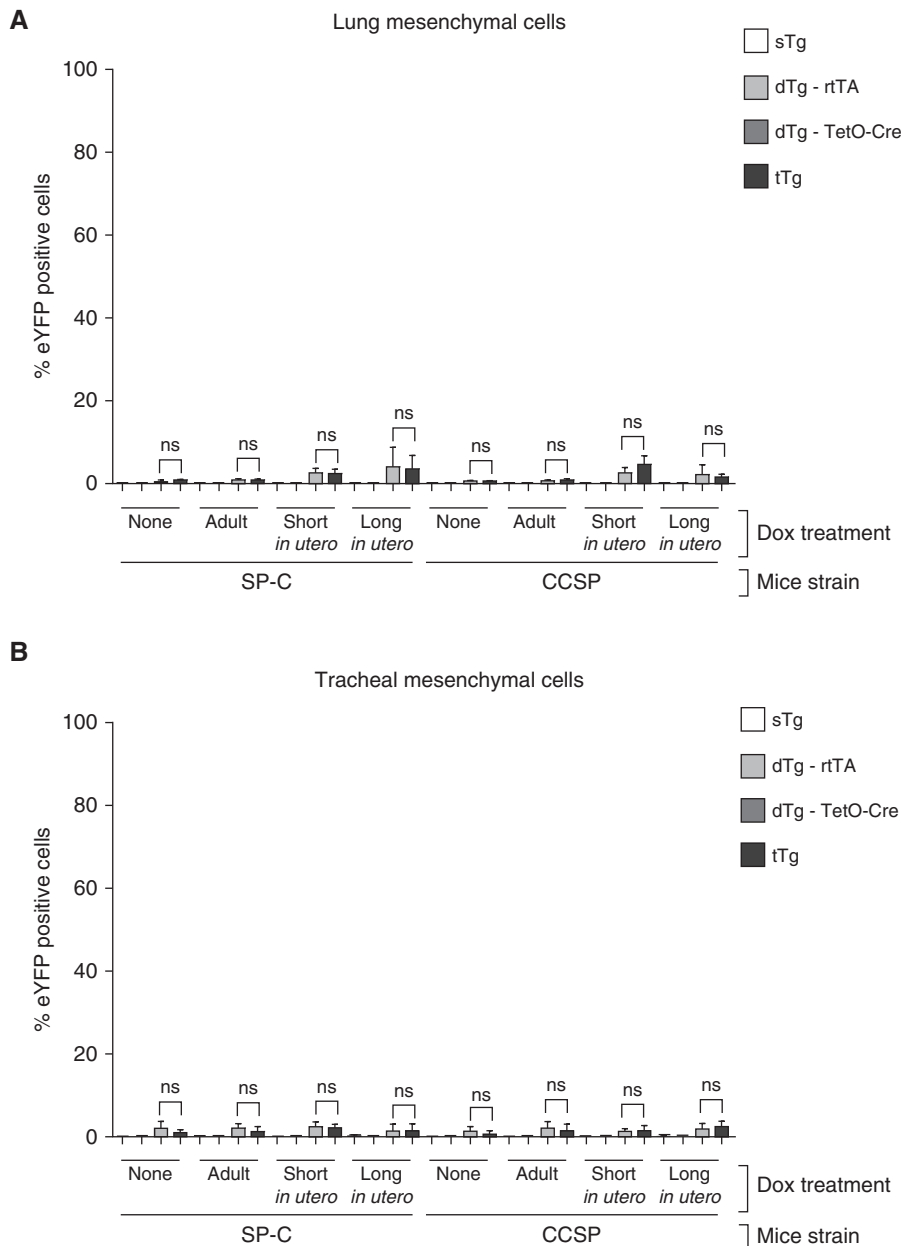 A
Lung mesenchymal cells
sTg
dTg - rtTA
dTg - TetO-Cre
tTg
% eYFP positive cells
100
80
60
40
20
0
ns ns ns ns ns ns ns ns
None Adult Short Long None Adult Short Long
in utero in utero in utero in utero
Dox treatment
SP-C CCSP
Mice strain
B
Tracheal mesenchymal cells
sTg
dTg - rtTA
dTg - TetO-Cre
tTg
% eYFP positive cells
100
80
60
40
20
0
ns ns ns ns ns ns ns ns
None Adult Short Long None Adult Short Long
in utero in utero in utero in utero
Dox treatment
SP-C CCSP
Mice strain